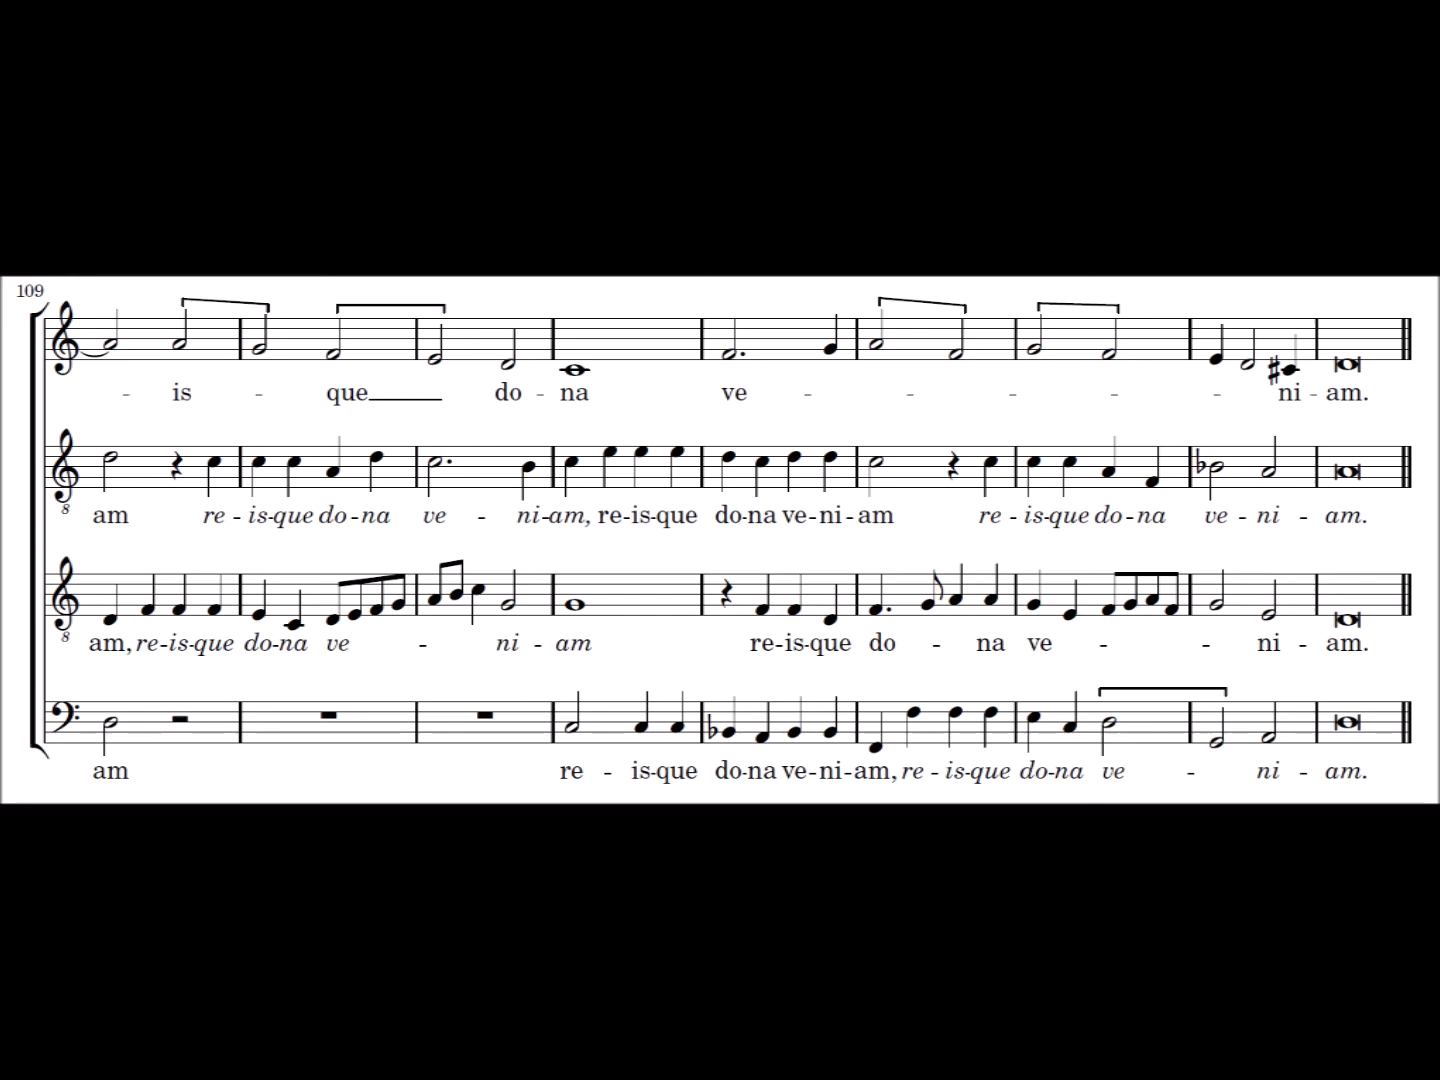 109
- is - que____ do - na ve - - - - ni - am.
8
am re - is - que do - na ve - ni - am, re - is - que do - na ve - ni - am re - is - que do - na ve - ni - am.
8
am, re - is - que do - na ve - ni - am re - is - que do - na ve - - - ni - am.
am re - is - que do - na ve - ni - am, re - is - que do - na ve - ni - am.